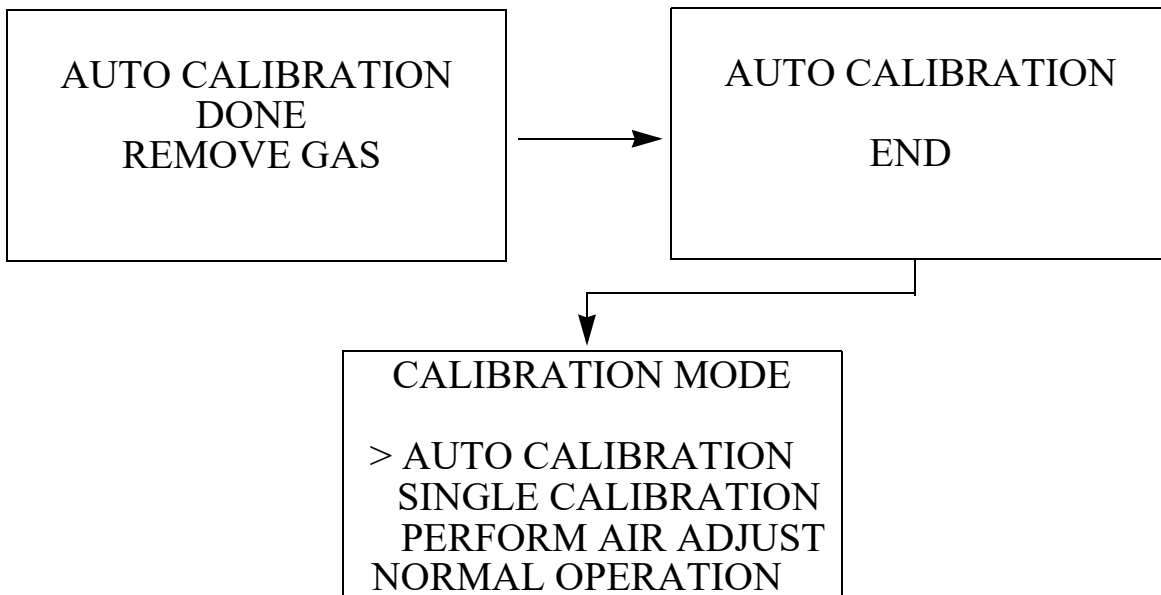 AUTO CALIBRATION
DONE
REMOVE GAS
AUTO CALIBRATION
END
CALIBRATION MODE
> AUTO CALIBRATION
SINGLE CALIBRATION
PERFORM AIR ADJUST
NORMAL OPERATION